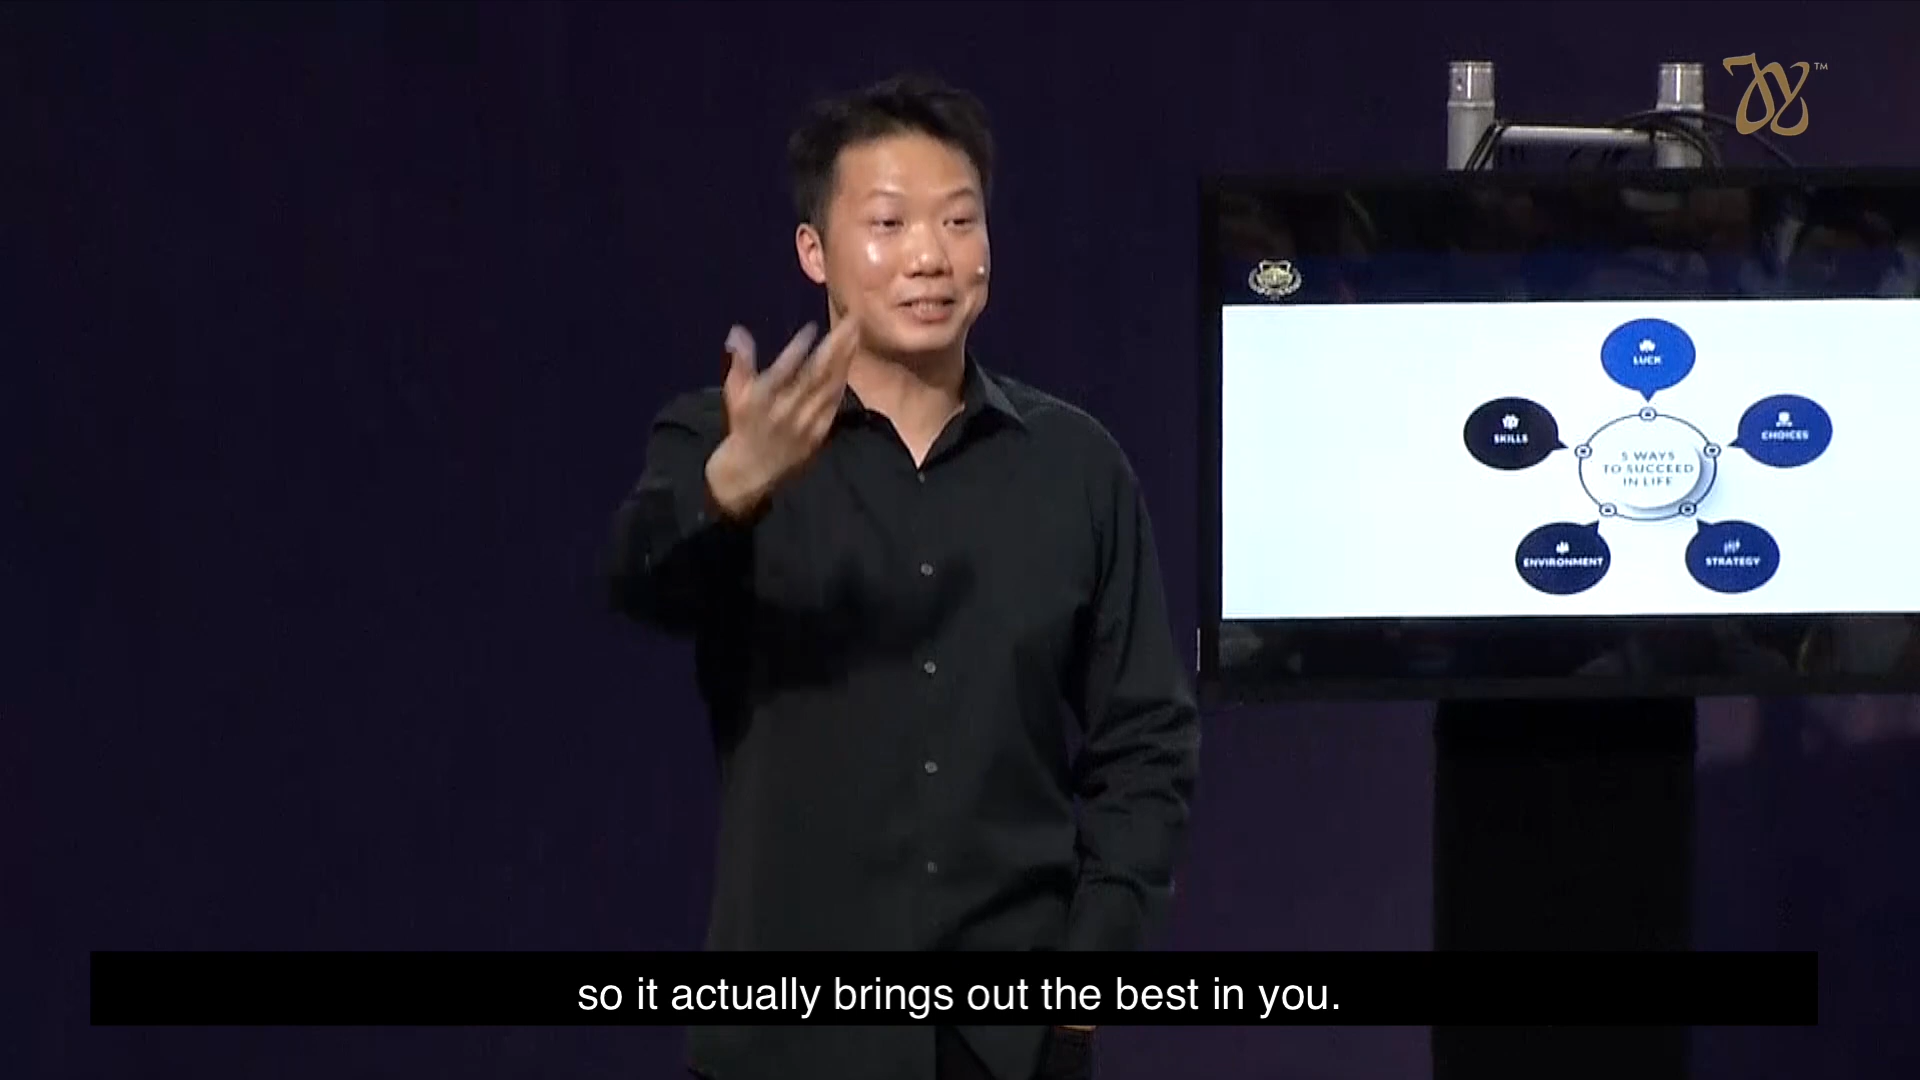 TM
LUCK
SKILLS
CHOICES
5 WAYS
TO SUCCEED
IN LIFE
ENVIRONMENT
STRATEGY
so it actually brings out the best in you.